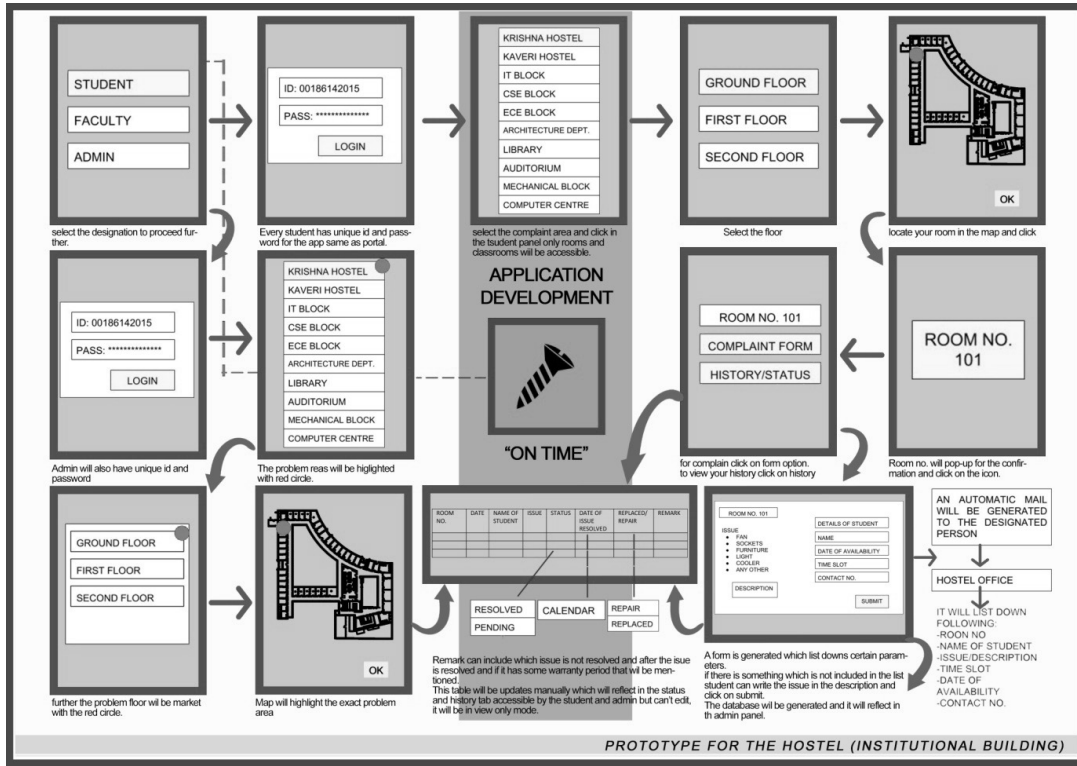 STUDENT
FACULTY
ADMIN
select the designation to proceed fur-
ther.
ID: 00186142015
PASS: **************
LOGIN
Every student has unique id and pass-
word for the app same as portal.
KRISHNA HOSTEL
KAVERI HOSTEL
IT BLOCK
CSE BLOCK
ECE BLOCK
ARCHITECTURE DEPT.
LIBRARY
AUDITORIUM
MECHANICAL BLOCK
COMPUTER CENTRE
select the complaint area and click in
the tsudent panel only rooms and
classrooms will be accessible.
GROUND FLOOR
FIRST FLOOR
SECOND FLOOR
Select the floor
OK
locate your room in the map and click
ID: 00186142015
PASS: **************
LOGIN
Admin will also have unique id and
password
KRISHNA HOSTEL
KAVERI HOSTEL
IT BLOCK
CSE BLOCK
ECE BLOCK
ARCHITECTURE DEPT.
LIBRARY
AUDITORIUM
MECHANICAL BLOCK
COMPUTER CENTRE
The problem reas will be higlighted
with red circle.
APPLICATION
DEVELOPMENT
"ON TIME"
ROOM NO. 101
COMPLAINT FORM
HISTORY/STATUS
for complain click on form option.
to view your history click on history
ROOM NO.
101
Room no. will pop-up for the confir-
mation and click on the icon.
GROUND FLOOR
FIRST FLOOR
SECOND FLOOR
further the problem floor wil be market
with the red circle.
OK
Map will highlight the exact problem
area
ROOM NO.
DATE
NAME OF STUDENT
ISSUE
STATUS
DATE OF ISSUE RESOLVED
REPLACED/ REPAIR
REMARK
RESOLVED
PENDING
CALENDAR
REPAIR
REPLACED
Remark can include which issue is not resolved and after the isue
is resolved and if it has some warranty period that wil be men-
tioned.
This table will be updates manually which will reflect in the status
and history tab accessible by the student and admin but can't edit,
it will be in view only mode.
ROOM NO. 101
ISSUE
• FAN
• SOCKETS
• FURNITURE
• LIGHT
• COOLER
• ANY OTHER
DESCRIPTION
DETAILS OF STUDENT
NAME
DATE OF AVAILABILITY
TIME SLOT
CONTACT NO.
SUBMIT
A form is generated which list downs certain param-
eters.
if there is something which is not included in the list
student can write the issue in the description and
click on submit.
The database wil be generated and it will reflect in
th admin panel.
AN AUTOMATIC MAIL
WILL BE GENERATED
TO THE DESIGNATED
PERSON
HOSTEL OFFICE
IT WILL LIST DOWN
FOLLOWING:
-ROON NO
-NAME OF STUDENT
-ISSUE/DESCRIPTION
-TIME SLOT
-DATE OF
AVAILABILITY
-CONTACT NO.
PROTOTYPE FOR THE HOSTEL (INSTITUTIONAL BUILDING)